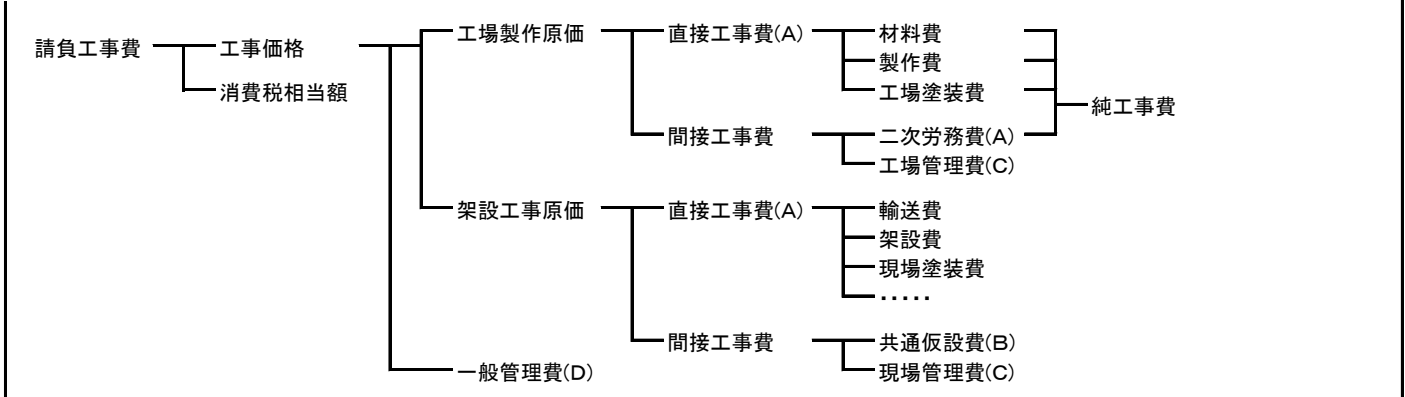 工場製作原価 直接工事費(A) 材料費
請負工事費 工事価格 製作費
消費税相当額 工場塗装費
純工事費
間接工事費 二次労務費(A)
工場管理費(C)
架設工事原価 直接工事費(A) 輸送費
架設費
現場塗装費
・・・・・
間接工事費 共通仮設費(B)
一般管理費(D) 現場管理費(C)